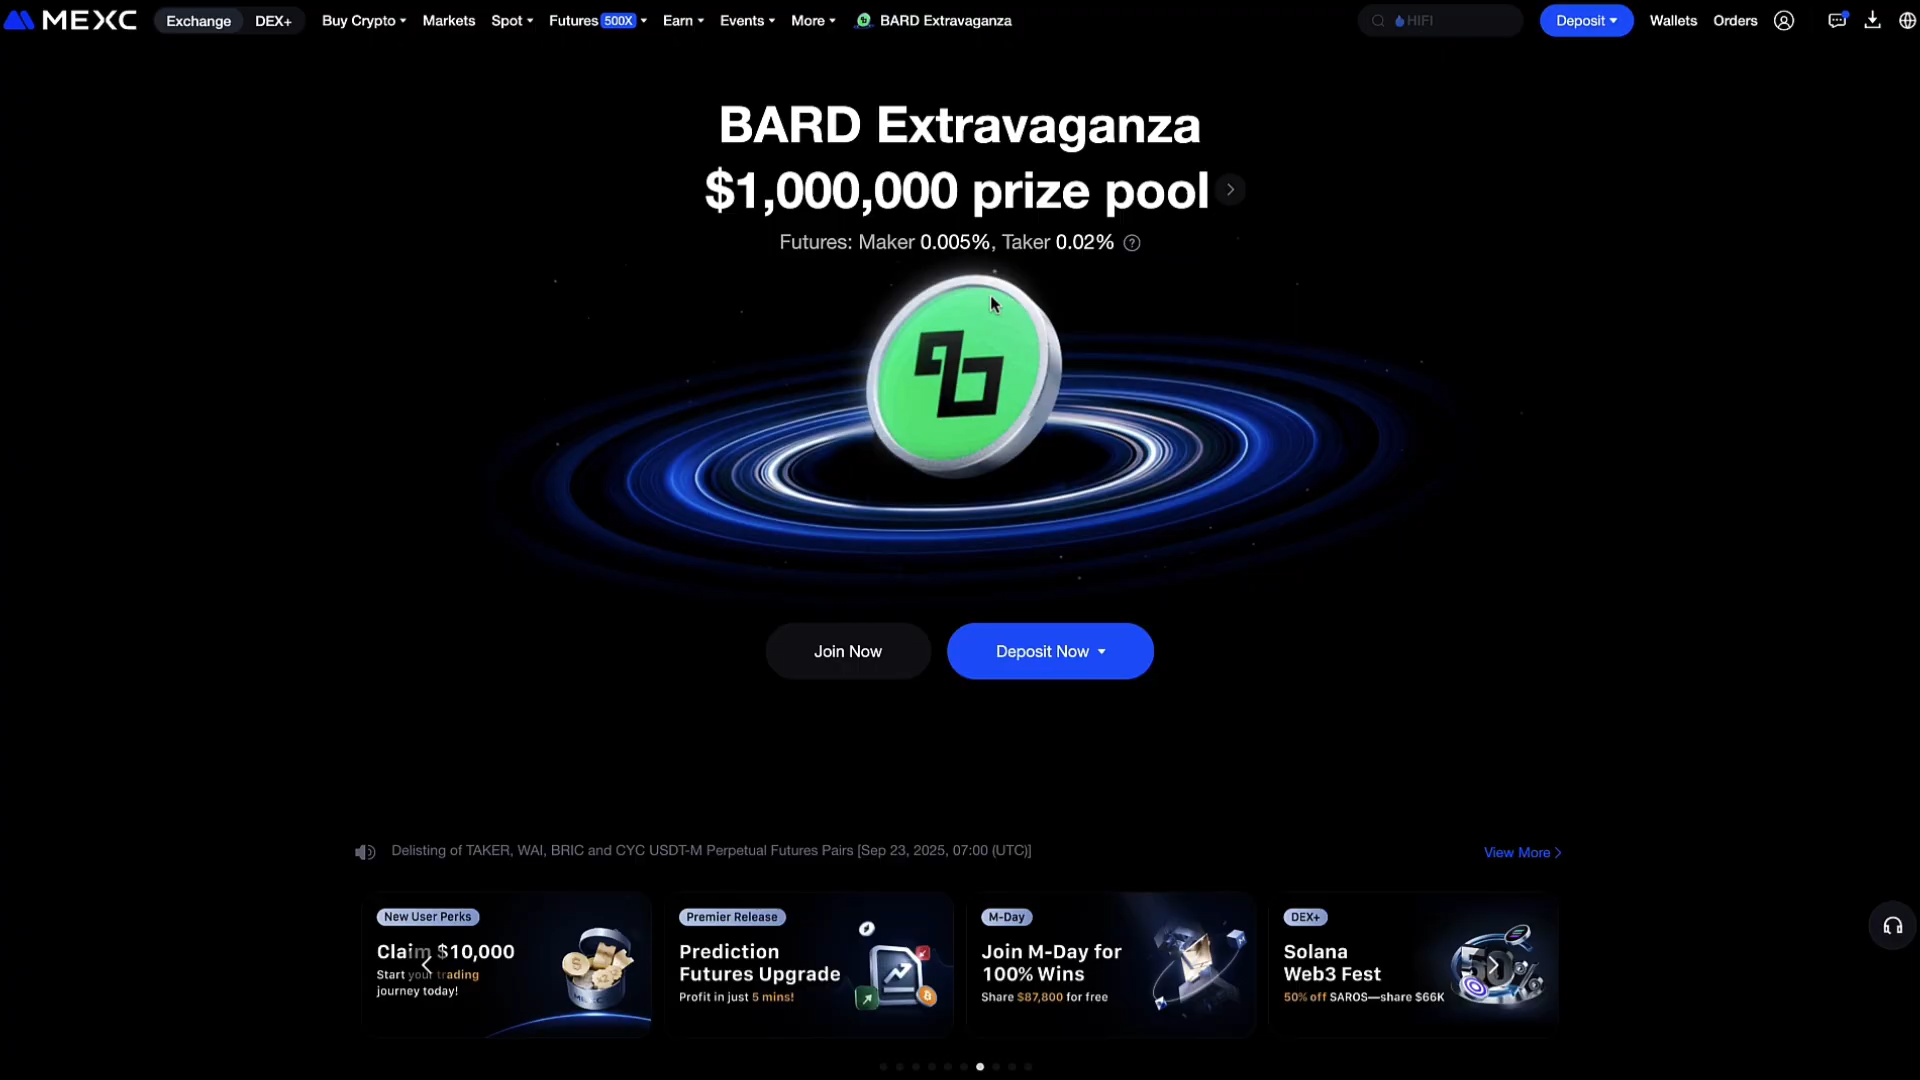 MEXC Exchange DEX+ Buy Crypto Markets Spot Futures 500X Earn Events More BARD Extravaganza HIFI Deposit Wallets Orders
BARD Extravaganza
$1,000,000 prize pool
Futures: Maker 0.005%, Taker 0.02%
Join Now
Deposit Now
Delisting of TAKER, WAI, BRIC and CYC USDT-M Perpetual Futures Pairs [Sep 23, 2025, 07:00 (UTC)]
View More
New User Perks
Claim $10,000
Start your trading
journey today!
Premier Release
Prediction
Futures Upgrade
Profit in just 5 mins!
M-Day
Join M-Day for
100% Wins
Share $87,800 for free
DEX+
Solana
Web3 Fest
50% off SAROS—share $66K